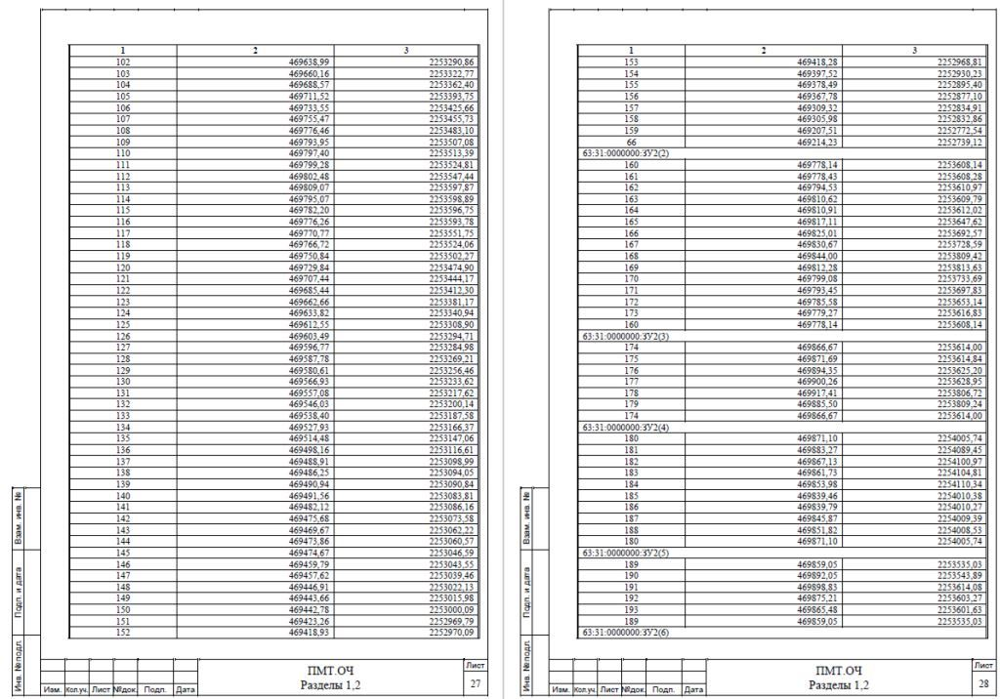 1 2 3
102 469638,99 2253290,86
103 469660,16 2253322,77
104 469688,57 2253362,40
105 469711,52 2253393,75
106 469733,55 2253425,66
107 469755,47 2253455,73
108 469776,46 2253483,10
109 469793,95 2253507,08
110 469797,40 2253513,39
111 469799,28 2253524,81
112 469802,48 2253547,44
113 469809,07 2253597,87
114 469795,07 2253598,89
115 469782,20 2253596,75
116 469776,26 2253593,78
117 469770,77 2253551,75
118 469766,72 2253524,06
119 469750,84 2253502,27
120 469729,84 2253474,90
121 469707,44 2253444,17
122 469685,44 2253412,30
123 469662,66 2253381,17
124 469633,82 2253340,94
125 469612,55 2253308,90
126 469603,49 2253294,71
127 469596,77 2253284,98
128 469587,78 2253269,21
129 469580,61 2253256,46
130 469566,93 2253233,62
131 469557,08 2253217,62
132 469546,03 2253200,14
133 469538,40 2253187,58
134 469527,93 2253166,37
135 469514,48 2253147,06
136 469498,16 2253116,61
137 469488,91 2253098,99
138 469486,25 2253094,05
139 469490,94 2253090,84
140 469491,56 2253083,81
141 469482,12 2253086,16
142 469475,68 2253073,58
143 469469,67 2253062,22
144 469473,86 2253060,57
145 469474,67 2253046,59
146 469459,79 2253043,55
147 469457,62 2253039,46
148 469446,91 2253022,13
149 469443,66 2253015,98
150 469442,78 2253000,09
151 469423,26 2252969,79
152 469418,93 2252970,09
Взам. инв. №
Подп. и дата
Инв. №подл.
Изм. Кол.уч. Лист №док. Подп. Дата
ПМТ.ОЧ
Разделы 1,2
Лист
27
1 2 3
153 469418,28 2252968,81
154 469397,52 2252930,23
155 469378,49 2252895,40
156 469367,78 2252877,10
157 469309,32 2252834,91
158 469305,98 2252832,86
159 469207,51 2252772,54
66 469214,23 2252739,12
63:31:0000000:ЗУ2(2)
160 469778,14 2253608,14
161 469778,43 2253608,28
162 469794,53 2253610,97
163 469810,62 2253609,79
164 469810,91 2253612,02
165 469817,11 2253647,62
166 469825,01 2253692,57
167 469830,67 2253728,59
168 469844,00 2253809,42
169 469812,28 2253813,63
170 469799,08 2253733,69
171 469793,45 2253697,83
172 469785,58 2253653,14
173 469779,27 2253616,83
160 469778,14 2253608,14
63:31:0000000:ЗУ2(3)
174 469866,67 2253614,00
175 469871,69 2253614,84
176 469894,35 2253625,20
177 469900,26 2253628,95
178 469917,41 2253806,72
179 469885,50 2253809,24
174 469866,67 2253614,00
63:31:0000000:ЗУ2(4)
180 469871,10 2254005,74
181 469883,27 2254089,45
182 469867,13 2254100,97
183 469861,73 2254104,81
184 469853,98 2254110,34
185 469839,46 2254010,38
186 469839,79 2254010,27
187 469845,87 2254009,39
188 469851,82 2254008,53
180 469871,10 2254005,74
63:31:0000000:ЗУ2(5)
189 469859,05 2253535,03
190 469892,05 2253543,89
191 469898,83 2253614,08
192 469875,21 2253603,27
193 469865,48 2253601,63
189 469859,05 2253535,03
63:31:0000000:ЗУ2(6)
Взам. инв. №
Подп. и дата
Инв. №подл.
Изм. Кол.уч. Лист №док. Подп. Дата
ПМТ.ОЧ
Разделы 1,2
Лист
28